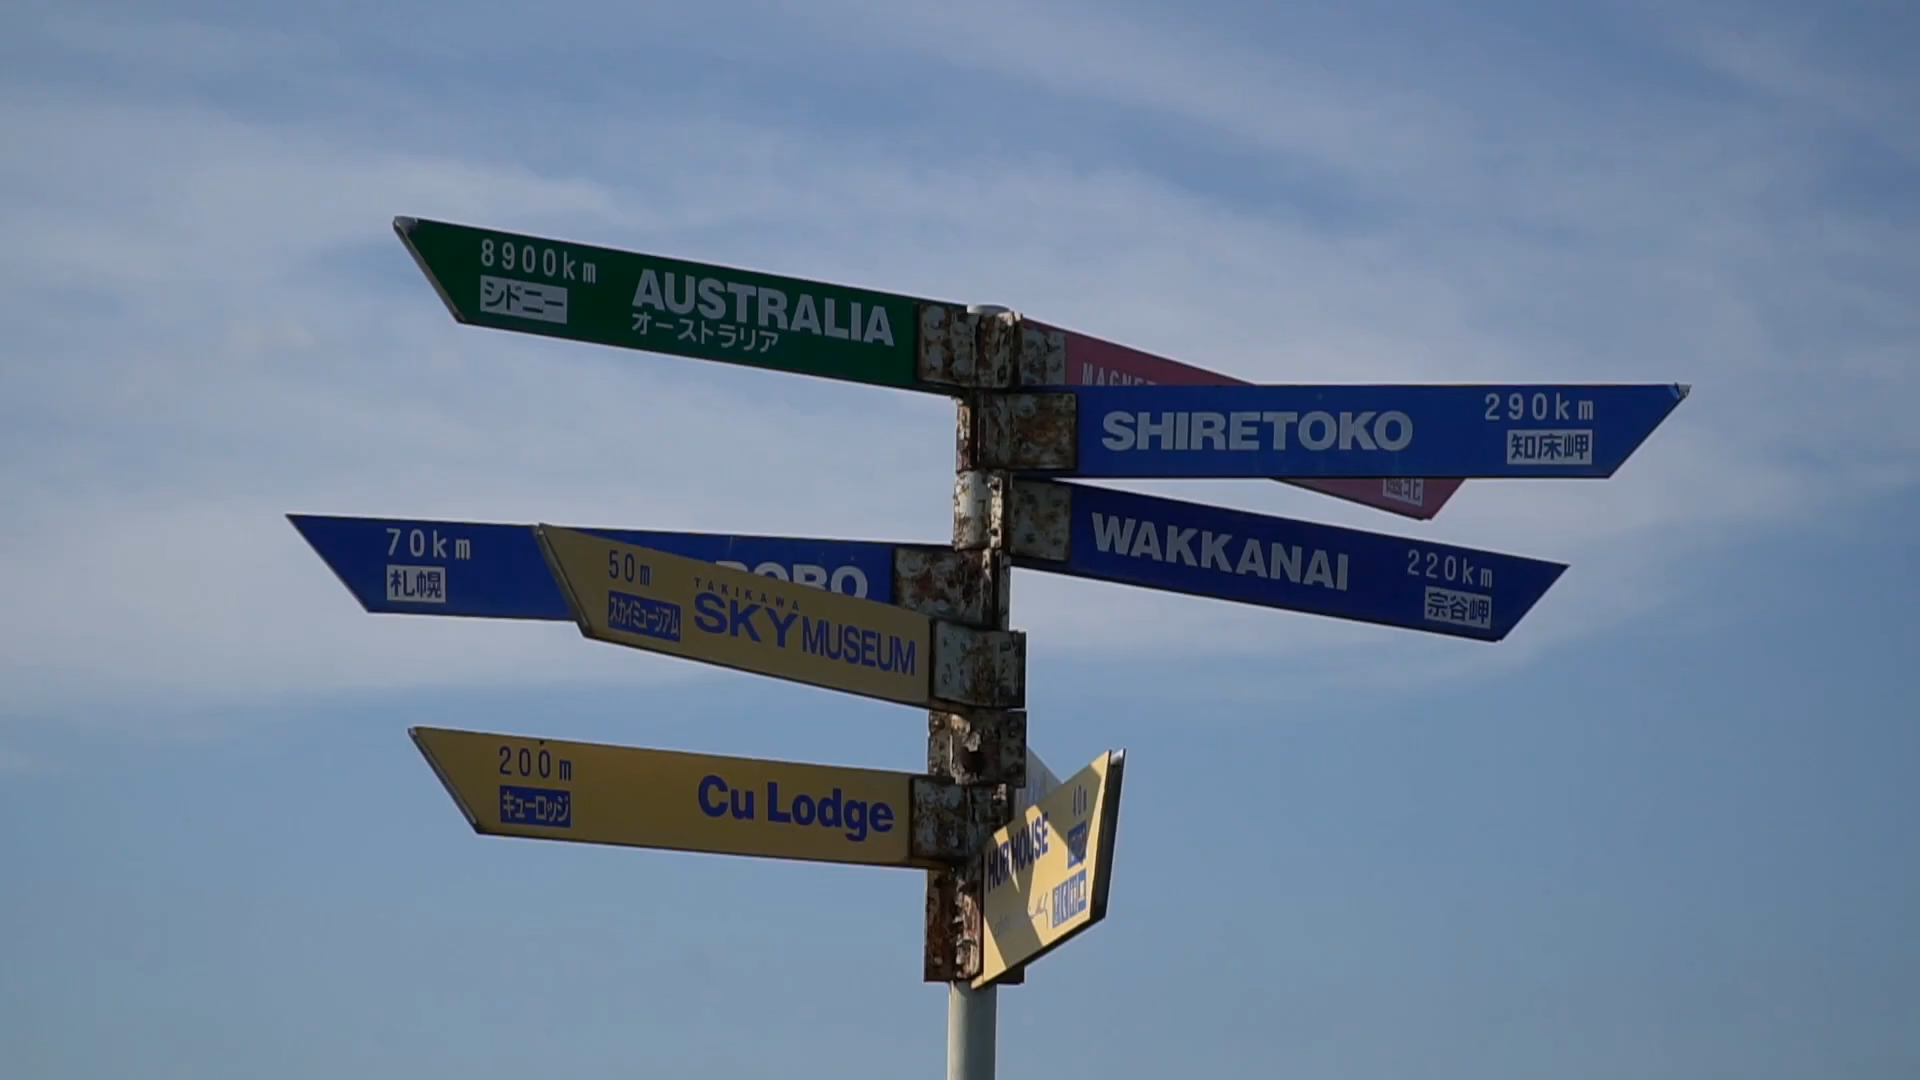 8900km
シドニー
AUSTRALIA
オーストラリア
SHIRETOKO
290km
知床岬
WAKKANAI
220km
宗谷岬
70km
札幌
50m
スカイミュージアム
TAKIKAWA
SKY MUSEUM
200m
キューロッジ
Cu Lodge
40m
HOUSE